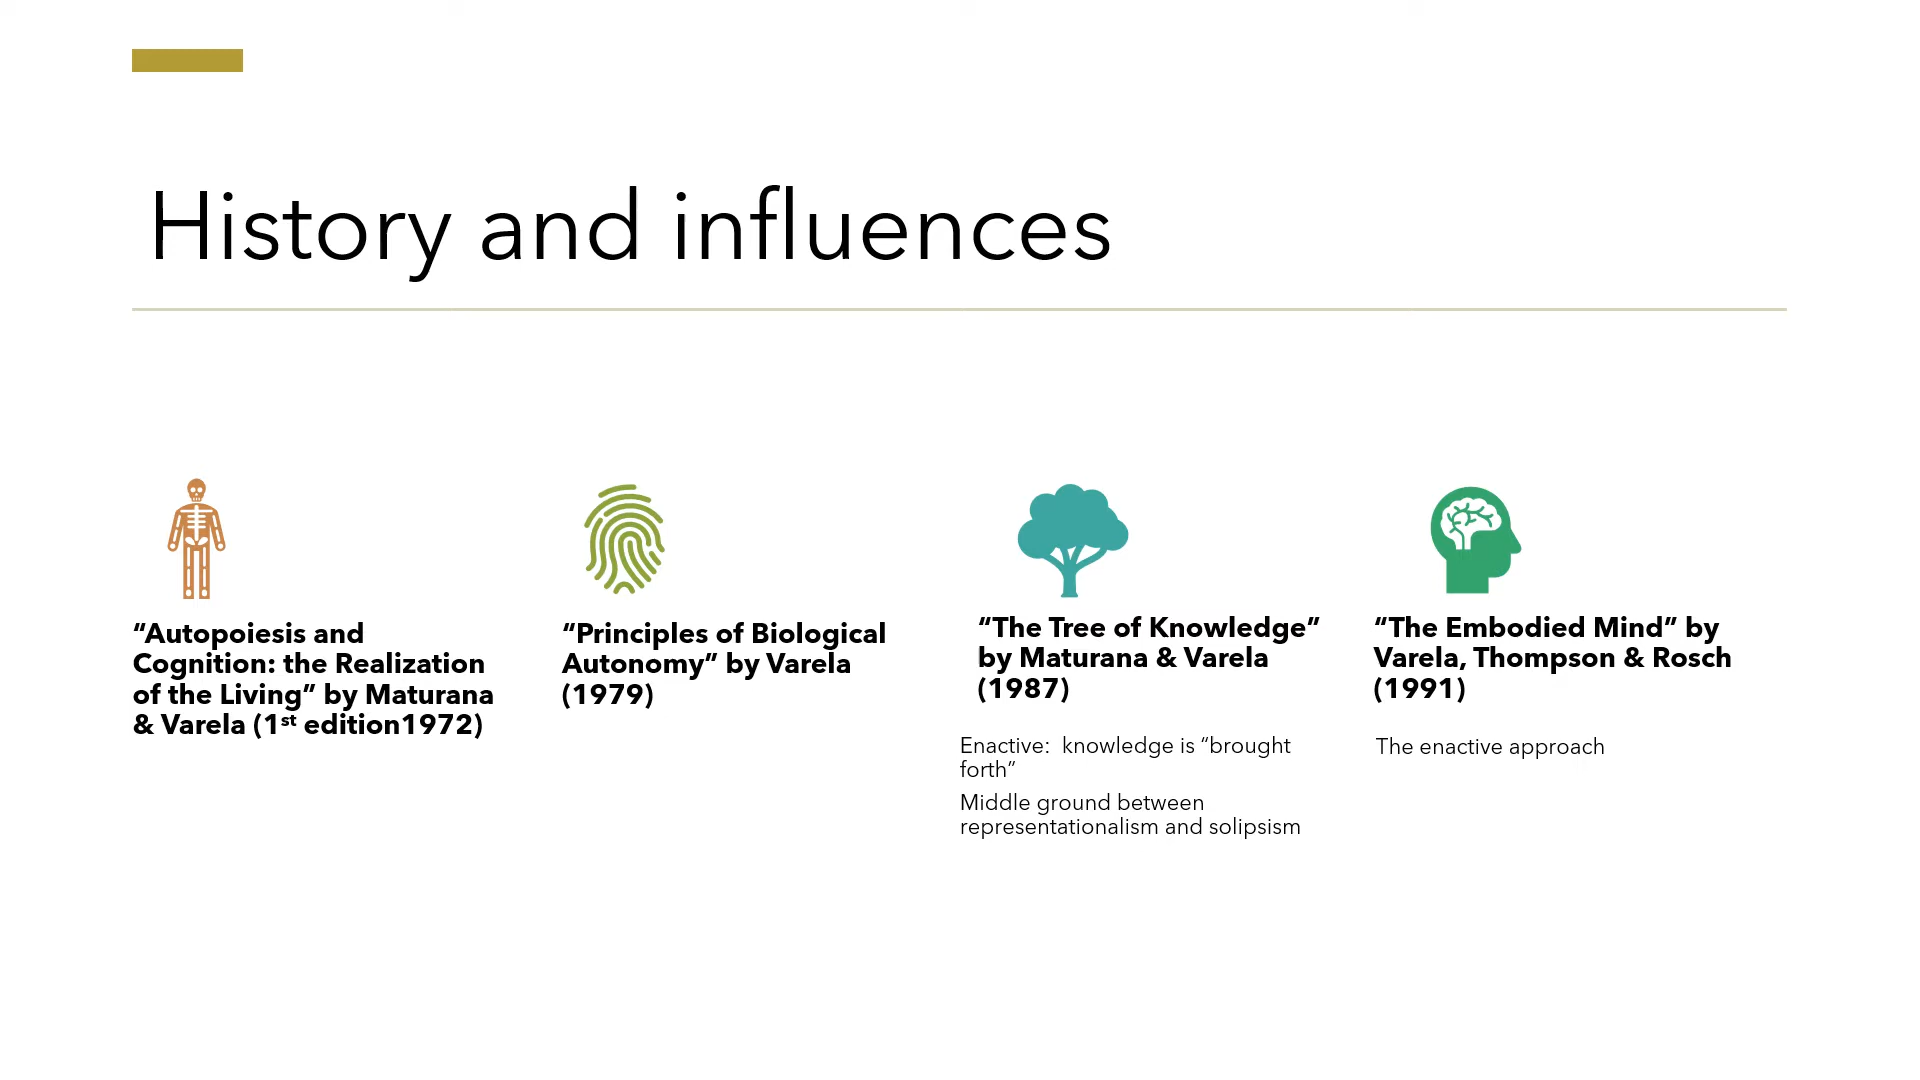 History and influences
“Autopoiesis and
Cognition: the Realization
of the Living” by Maturana
& Varela (1st edition1972)
“Principles of Biological
Autonomy” by Varela
(1979)
“The Tree of Knowledge”
by Maturana & Varela
(1987)
Enactive:  knowledge is “brought
forth”
Middle ground between
representationalism and solipsism
“The Embodied Mind” by
Varela, Thompson & Rosch
(1991)
The enactive approach